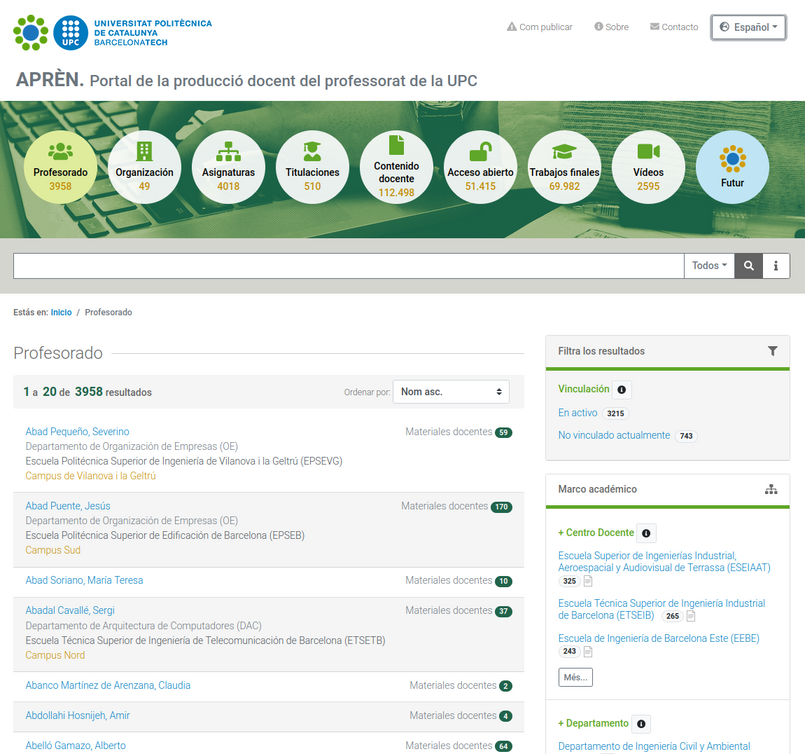 UNIVERSITAT POLITÈCNICA
DE CATALUNYA
BARCELONATECH
UPC
Com publicar
Sobre
Contacto
Español
APRÈN. Portal de la producció docent del professorat de la UPC
Profesorado
3958
Organización
49
Asignaturas
4018
Titulaciones
510
Contenido
docente
112.498
Acceso abierto
51.415
Trabajos finales
69.982
Vídeos
2595
Futur
Todos
Estás en: Inicio / Profesorado
Profesorado
1 a 20 de 3958 resultados
Ordenar por: Nom asc.
Abad Pequeño, Severino
Materiales docentes 59
Departamento de Organización de Empresas (OE)
Escuela Politécnica Superior de Ingeniería de Vilanova i la Geltrú (EPSEVG)
Campus de Vilanova i la Geltrú
Abad Puente, Jesús
Materiales docentes 170
Departamento de Organización de Empresas (OE)
Escuela Politécnica Superior de Edificación de Barcelona (EPSEB)
Campus Sud
Abad Soriano, María Teresa
Materiales docentes 10
Abadal Cavallé, Sergi
Materiales docentes 37
Departamento de Arquitectura de Computadores (DAC)
Escuela Técnica Superior de Ingeniería de Telecomunicación de Barcelona (ETSETB)
Campus Nord
Abanco Martínez de Arenzana, Claudia
Materiales docentes 2
Abdollahi Hosnijeh, Amir
Materiales docentes 4
Abelló Gamazo, Alberto
Materiales docentes 64
Filtra los resultados
Vinculación
En activo 3215
No vinculado actualmente 743
Marco académico
+ Centro Docente
Escuela Superior de Ingenierías Industrial,
Aeroespacial y Audiovisual de Terrassa (ESEIAAT)
325
Escuela Técnica Superior de Ingeniería Industrial
de Barcelona (ETSEIB) 265
Escuela de Ingeniería de Barcelona Este (EEBE)
243
Més...
+ Departamento
Departamento de Ingeniería Civil y Ambiental